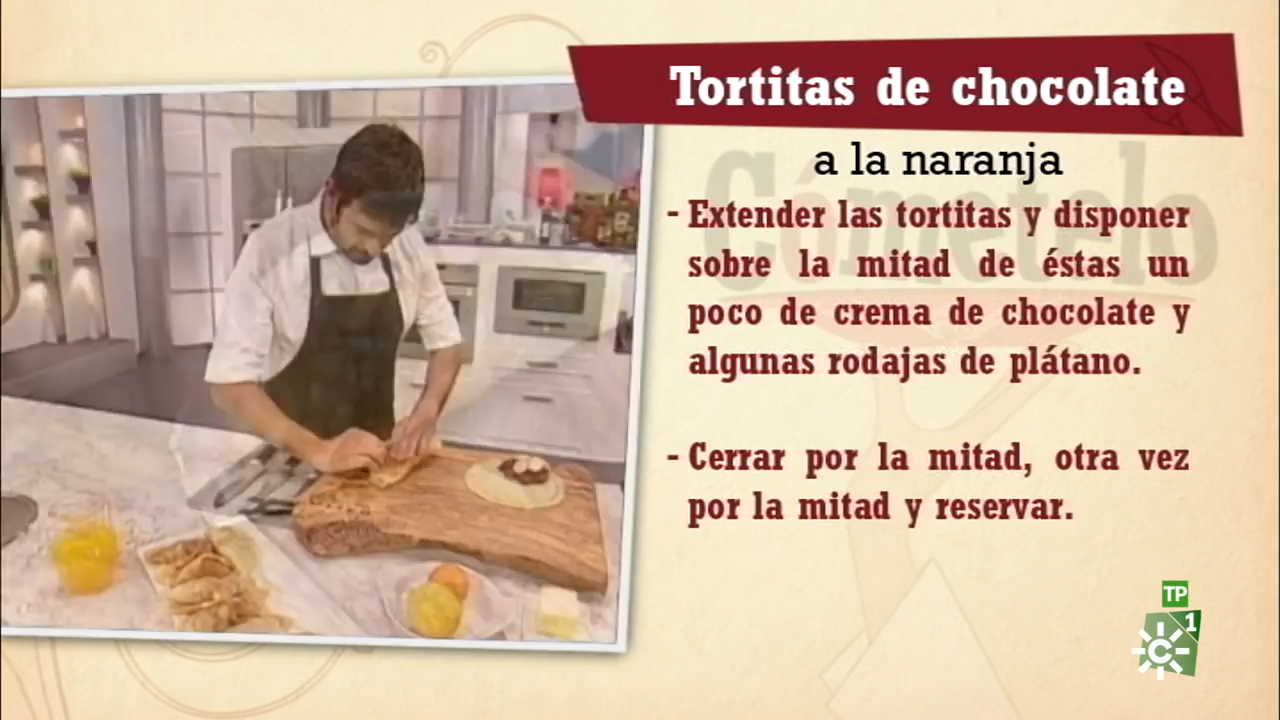 Tortitas de chocolate
a la naranja
Cómetelo
- Extender las tortitas y disponer
sobre la mitad de éstas un
poco de crema de chocolate y
algunas rodajas de plátano.
- Cerrar por la mitad, otra vez
por la mitad y reservar.
TP
1